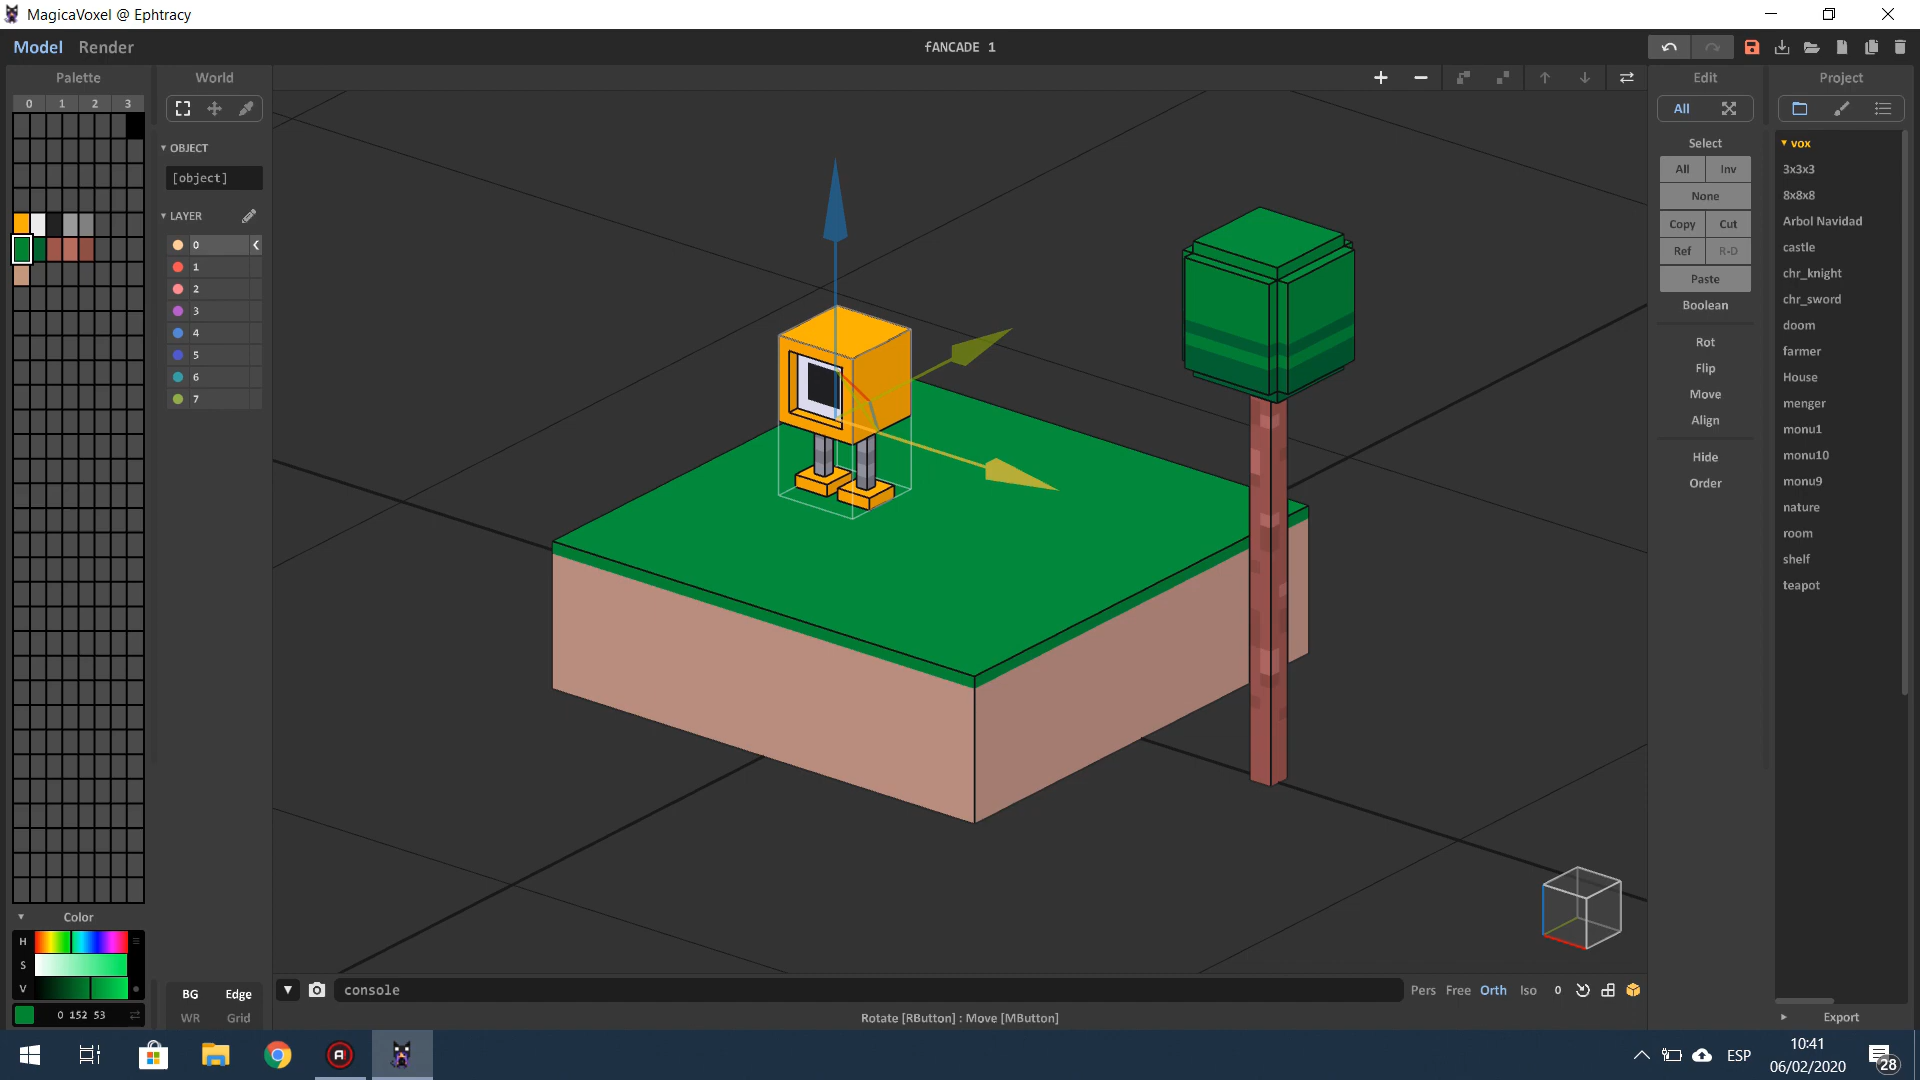 MagicaVoxel @ Ephtracy
Model Render
fANCADE 1
Palette
0 1 2 3
World
OBJECT
[object]
LAYER
0
1
2
3
4
5
6
7
Color
H
S
V
0 152 53
BG Edge
WR Grid
console
Pers Free Orth Iso 0
Rotate [RButton] : Move [MButton]
Edit
All
Select
All Inv
None
Copy Cut
Ref R-D
Paste
Boolean
Rot
Flip
Move
Align
Hide
Order
Project
vox
3x3x3
8x8x8
Arbol Navidad
castle
chr_knight
chr_sword
doom
farmer
House
menger
monu1
monu10
monu9
nature
room
shelf
teapot
Export
ESP
10:41
06/02/2020
28